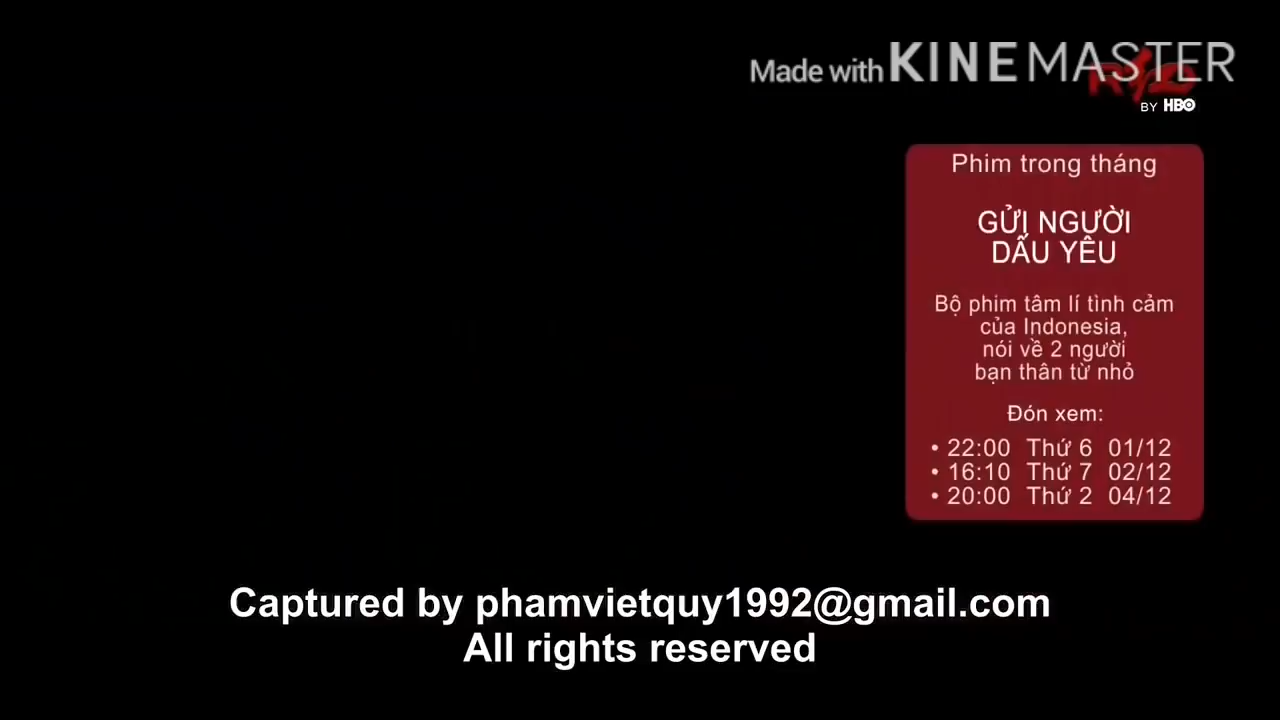 Made with KINEMASTER
RED
BY HBO
Phim trong tháng
GỬI NGƯỜI
DẤU YÊU
Bộ phim tâm lí tình cảm
của Indonesia,
nói về 2 người
bạn thân từ nhỏ
Đón xem:
• 22:00 Thứ 6 01/12
• 16:10 Thứ 7 02/12
• 20:00 Thứ 2 04/12
Captured by phamvietquy1992@gmail.com
All rights reserved